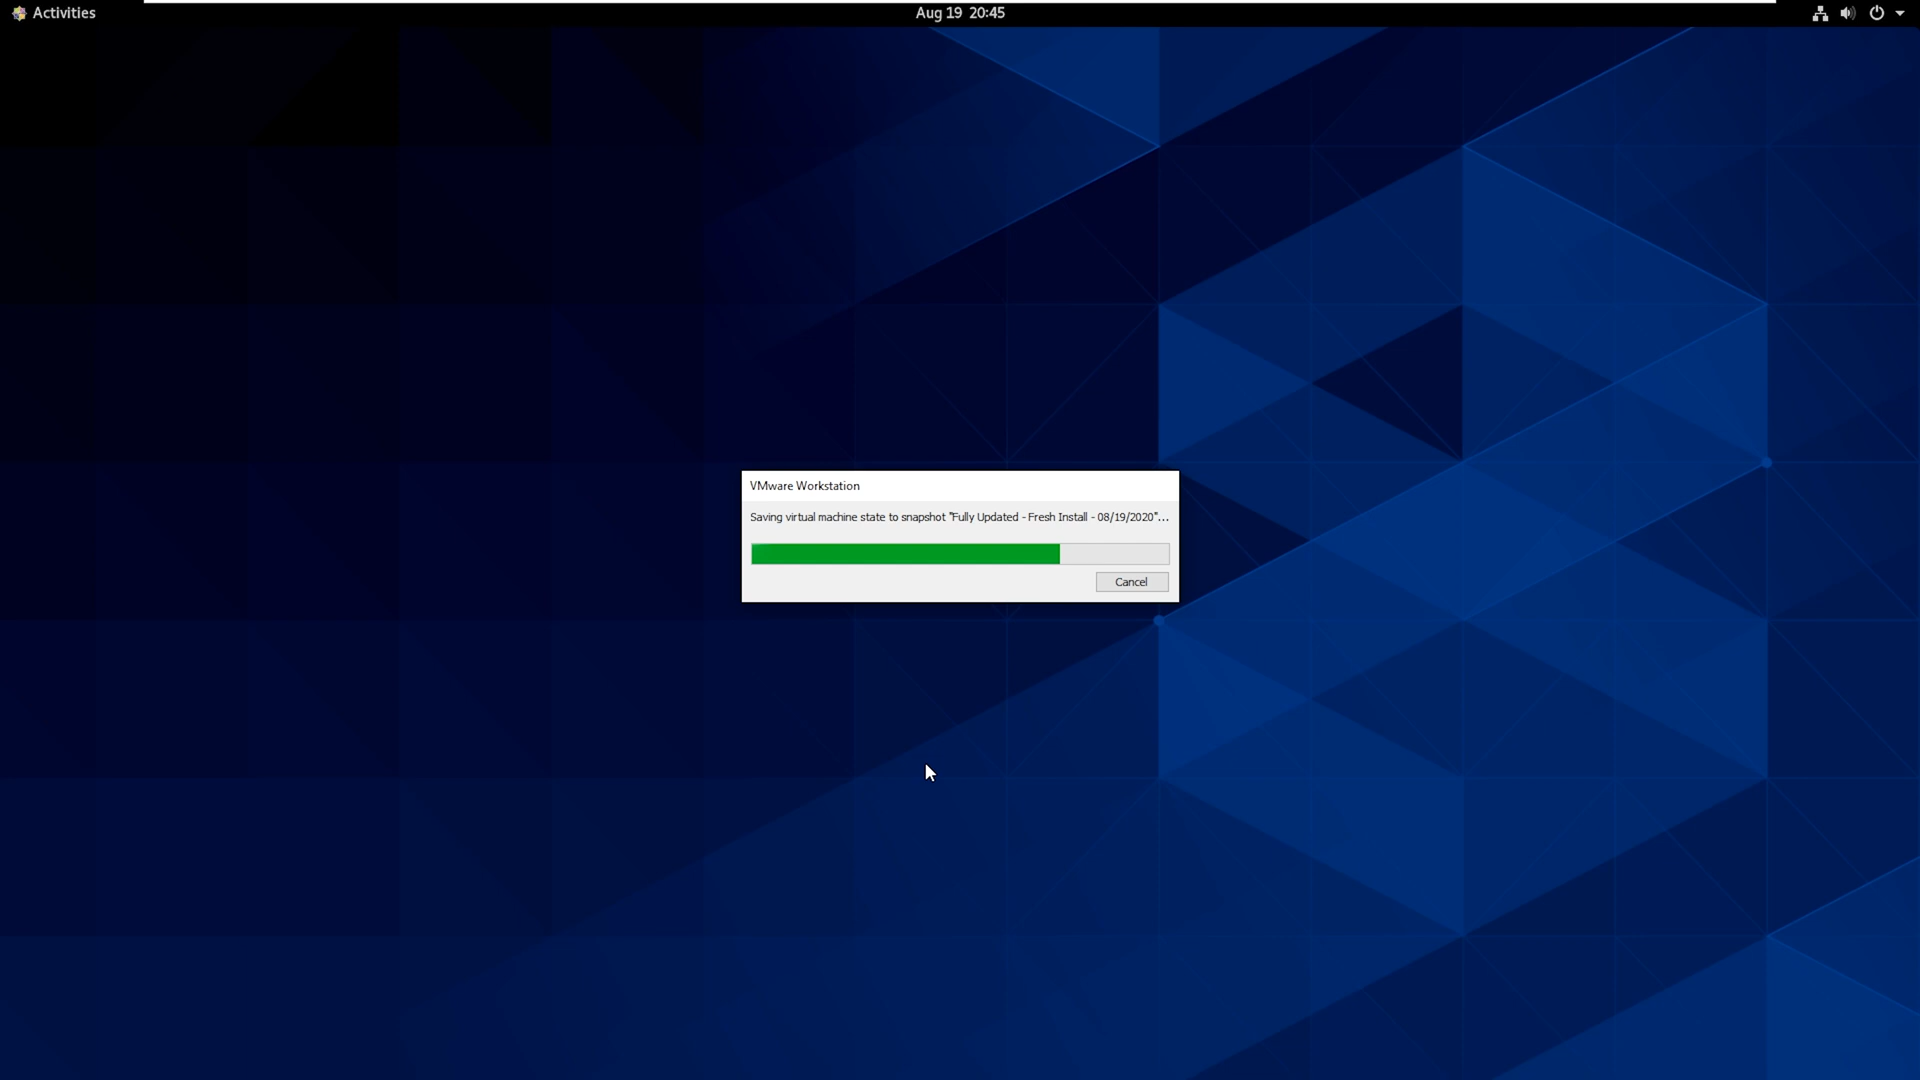 Activities
Aug 19 20:45
VMware Workstation
Saving virtual machine state to snapshot "Fully Updated - Fresh Install - 08/19/2020"...
Cancel